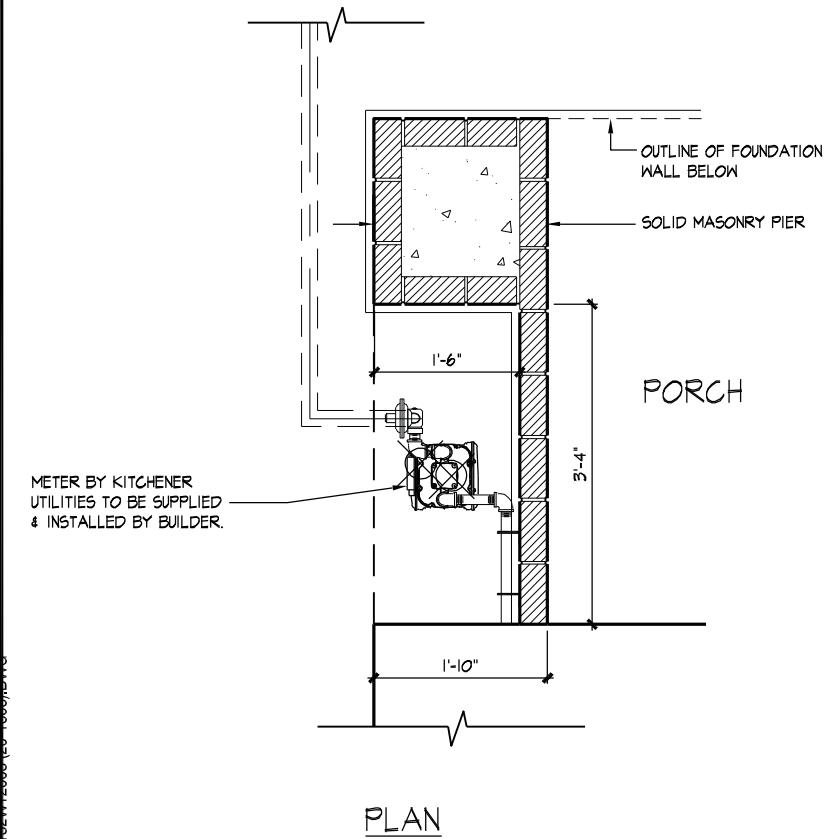 OUTLINE OF FOUNDATION
WALL BELOW
SOLID MASONRY PIER
1'-6"
PORCH
3'-4"
METER BY KITCHENER
UTILITIES TO BE SUPPLIED
& INSTALLED BY BUILDER.
1'-10"
PLAN